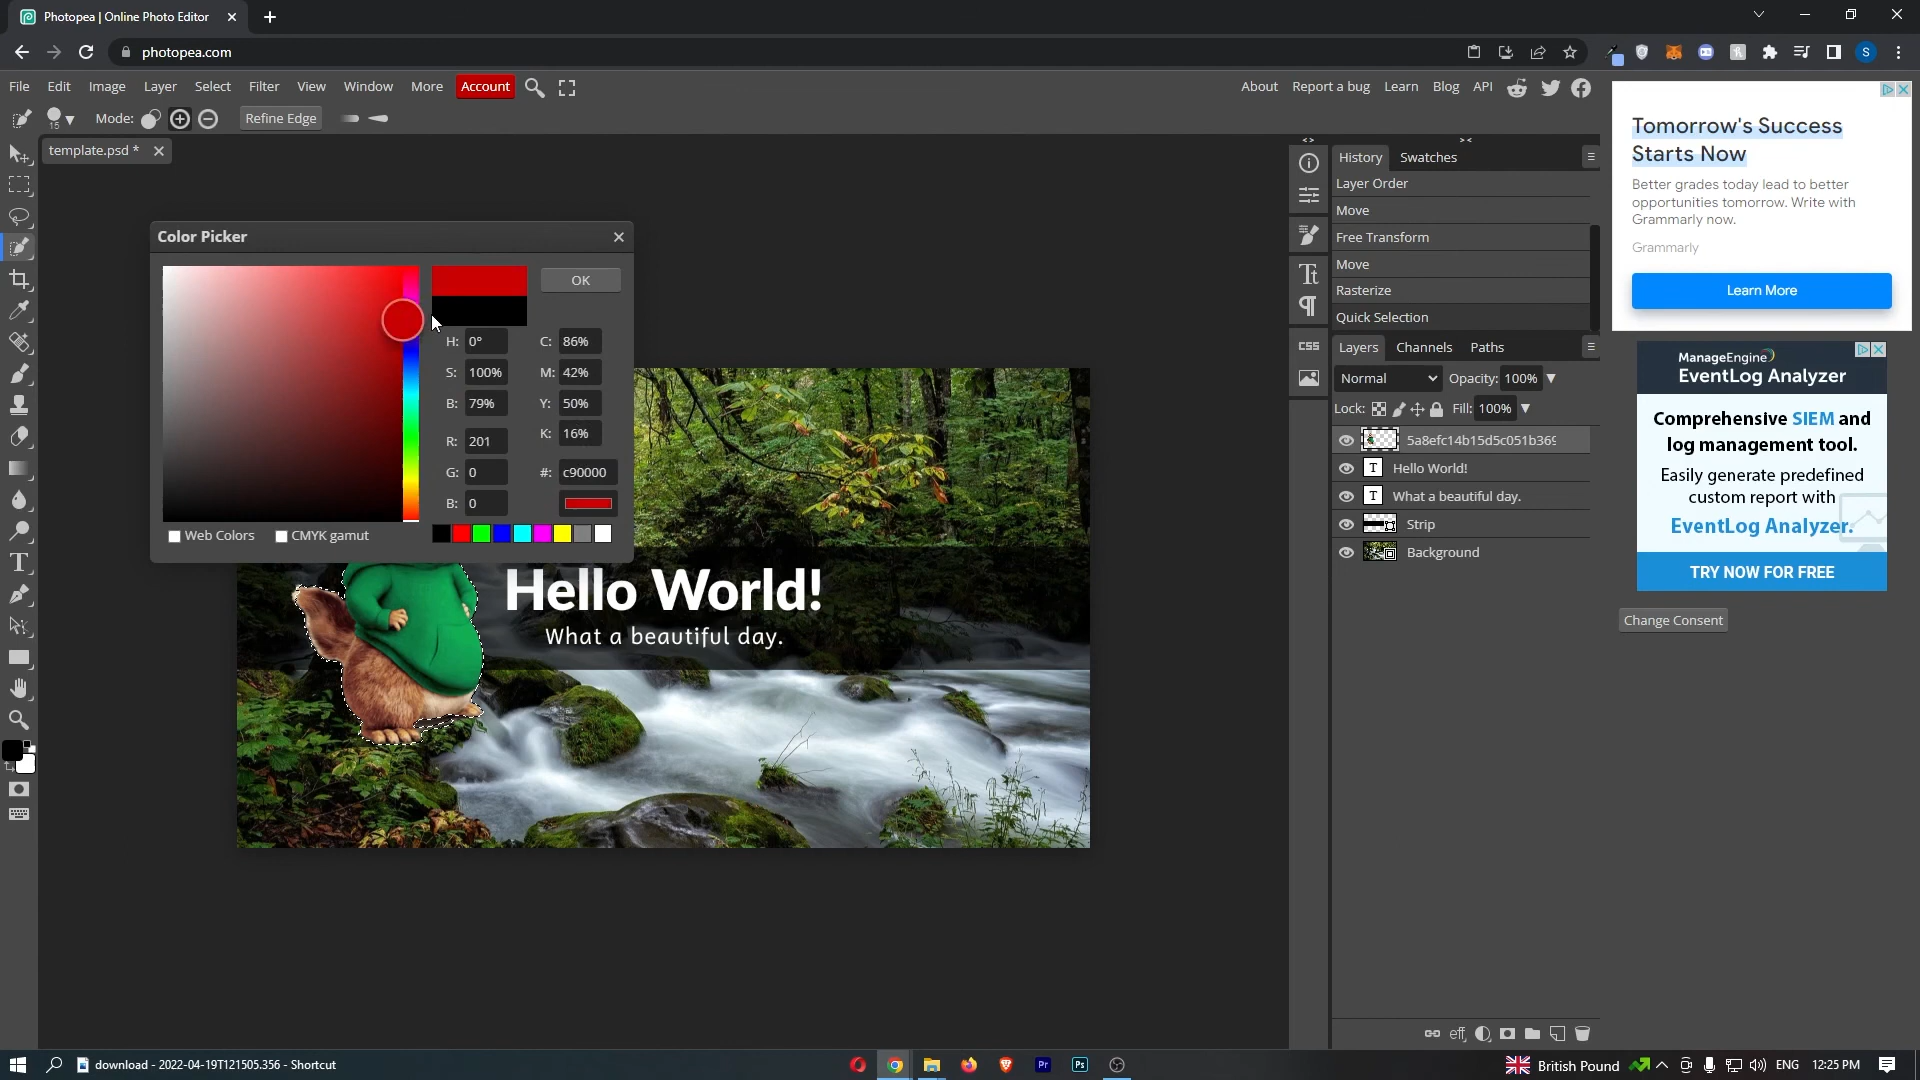 Photopea | Online Photo Editor
photopea.com
S
File Edit Image Layer Select Filter View Window More Account
About Report a bug Learn Blog API
15 Mode: Refine Edge
template.psd *
Color Picker
OK
H: 0° C: 86%
S: 100% M: 42%
B: 79% Y: 50%
K: 16%
R: 201
G: 0 #: c90000
B: 0
Web Colors CMYK gamut
Hello World!
What a beautiful day.
CSS
History Swatches
Layer Order
Move
Free Transform
Move
Rasterize
Quick Selection
Layers Channels Paths
Normal Opacity: 100%
Lock: Fill: 100%
5a8efc14b15d5c051b369
T Hello World!
T What a beautiful day.
Strip
Background
eff
Tomorrow's Success
Starts Now
Better grades today lead to better
opportunities tomorrow. Write with
Grammarly now.
Grammarly
Learn More
ManageEngine
EventLog Analyzer
Comprehensive SIEM and
log management tool.
Easily generate predefined
custom report with
EventLog Analyzer.
TRY NOW FOR FREE
Change Consent
download - 2022-04-19T121505.356 - Shortcut
Pr
Ps
British Pound
ENG
12:25 PM